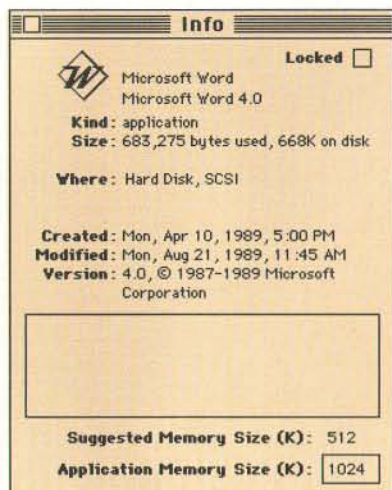 Info
Locked
Microsoft Word
Microsoft Word 4.0
Kind: application
Size: 683,275 bytes used, 668K on disk
Where: Hard Disk, SCSI
Created: Mon, Apr 10, 1989, 5:00 PM
Modified: Mon, Aug 21, 1989, 11:45 AM
Version: 4.0, © 1987-1989 Microsoft
Corporation
Suggested Memory Size (K): 512
Application Memory Size (K): 1024